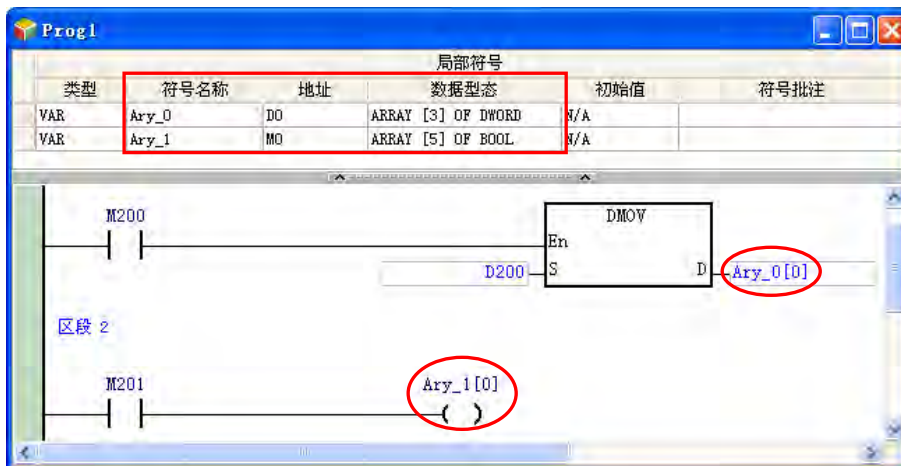 Prog1
局部符号
类型 符号名称 地址 数据型态 初始值 符号批注
VAR Ary_0 D0 ARRAY [3] OF DWORD N/A
VAR Ary_1 M0 ARRAY [5] OF BOOL N/A
M200 DMOV
En
D200 S D Ary_0[0]
区段 2
M201 Ary_1[0]